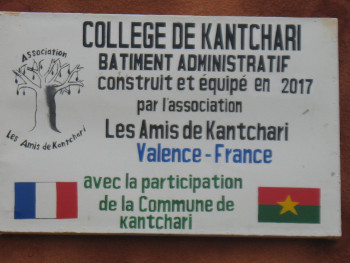 COLLEGE DE KANTCHARI
BATIMENT ADMINISTRATIF
construit et équipé en 2017
par l'association
Les Amis de Kantchari
Valence - France
avec la participation
de la Commune de
Kantchari
Association
Les Amis de Kantchari